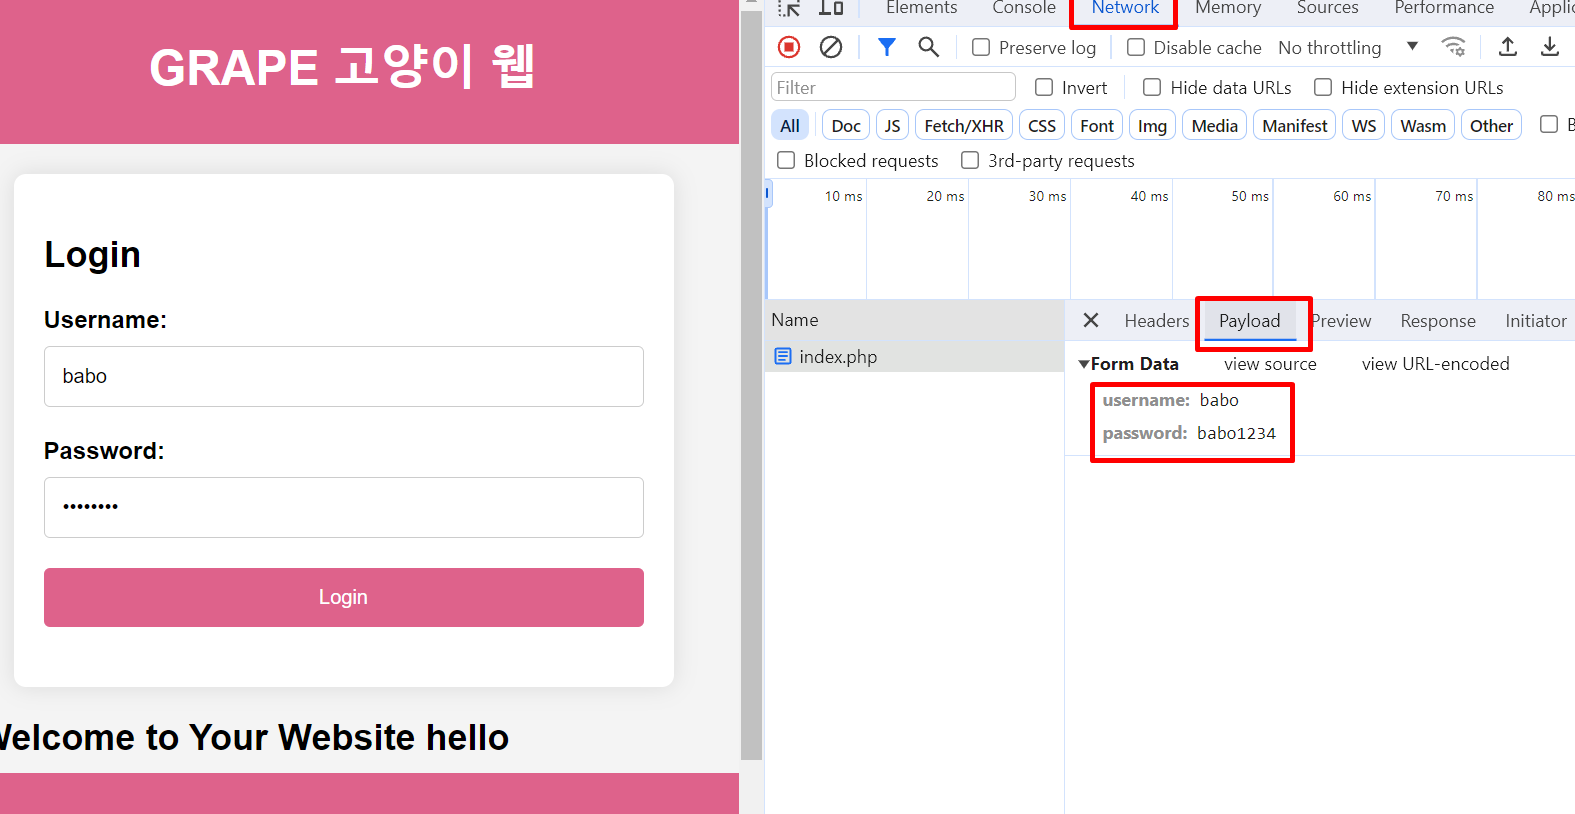 GRAPE 고양이 웹
Login
Username:
babo
Password:
••••••••
Login
Welcome to Your Website hello
Elements Console Network Memory Sources Performance Applic
Preserve log Disable cache No throttling
Filter Invert Hide data URLs Hide extension URLs
All Doc JS Fetch/XHR CSS Font Img Media Manifest WS Wasm Other B
Blocked requests 3rd-party requests
10 ms 20 ms 30 ms 40 ms 50 ms 60 ms 70 ms 80 ms
Name
index.php
Headers Payload Preview Response Initiator
Form Data view source view URL-encoded
username: babo
password: babo1234